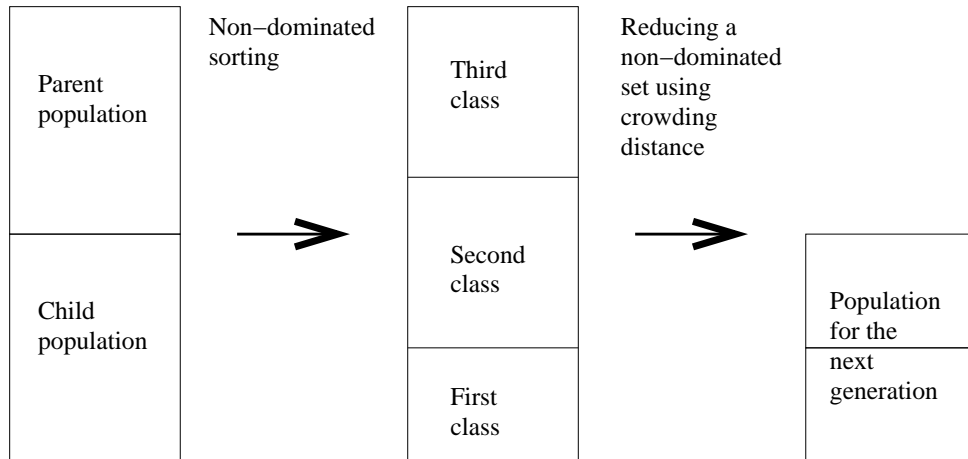 Parent
population
Child
population
Non−dominated
sorting
Third
class
Second
class
First
class
Reducing a
non−dominated
set using
crowding
distance
Population
for the
next
generation